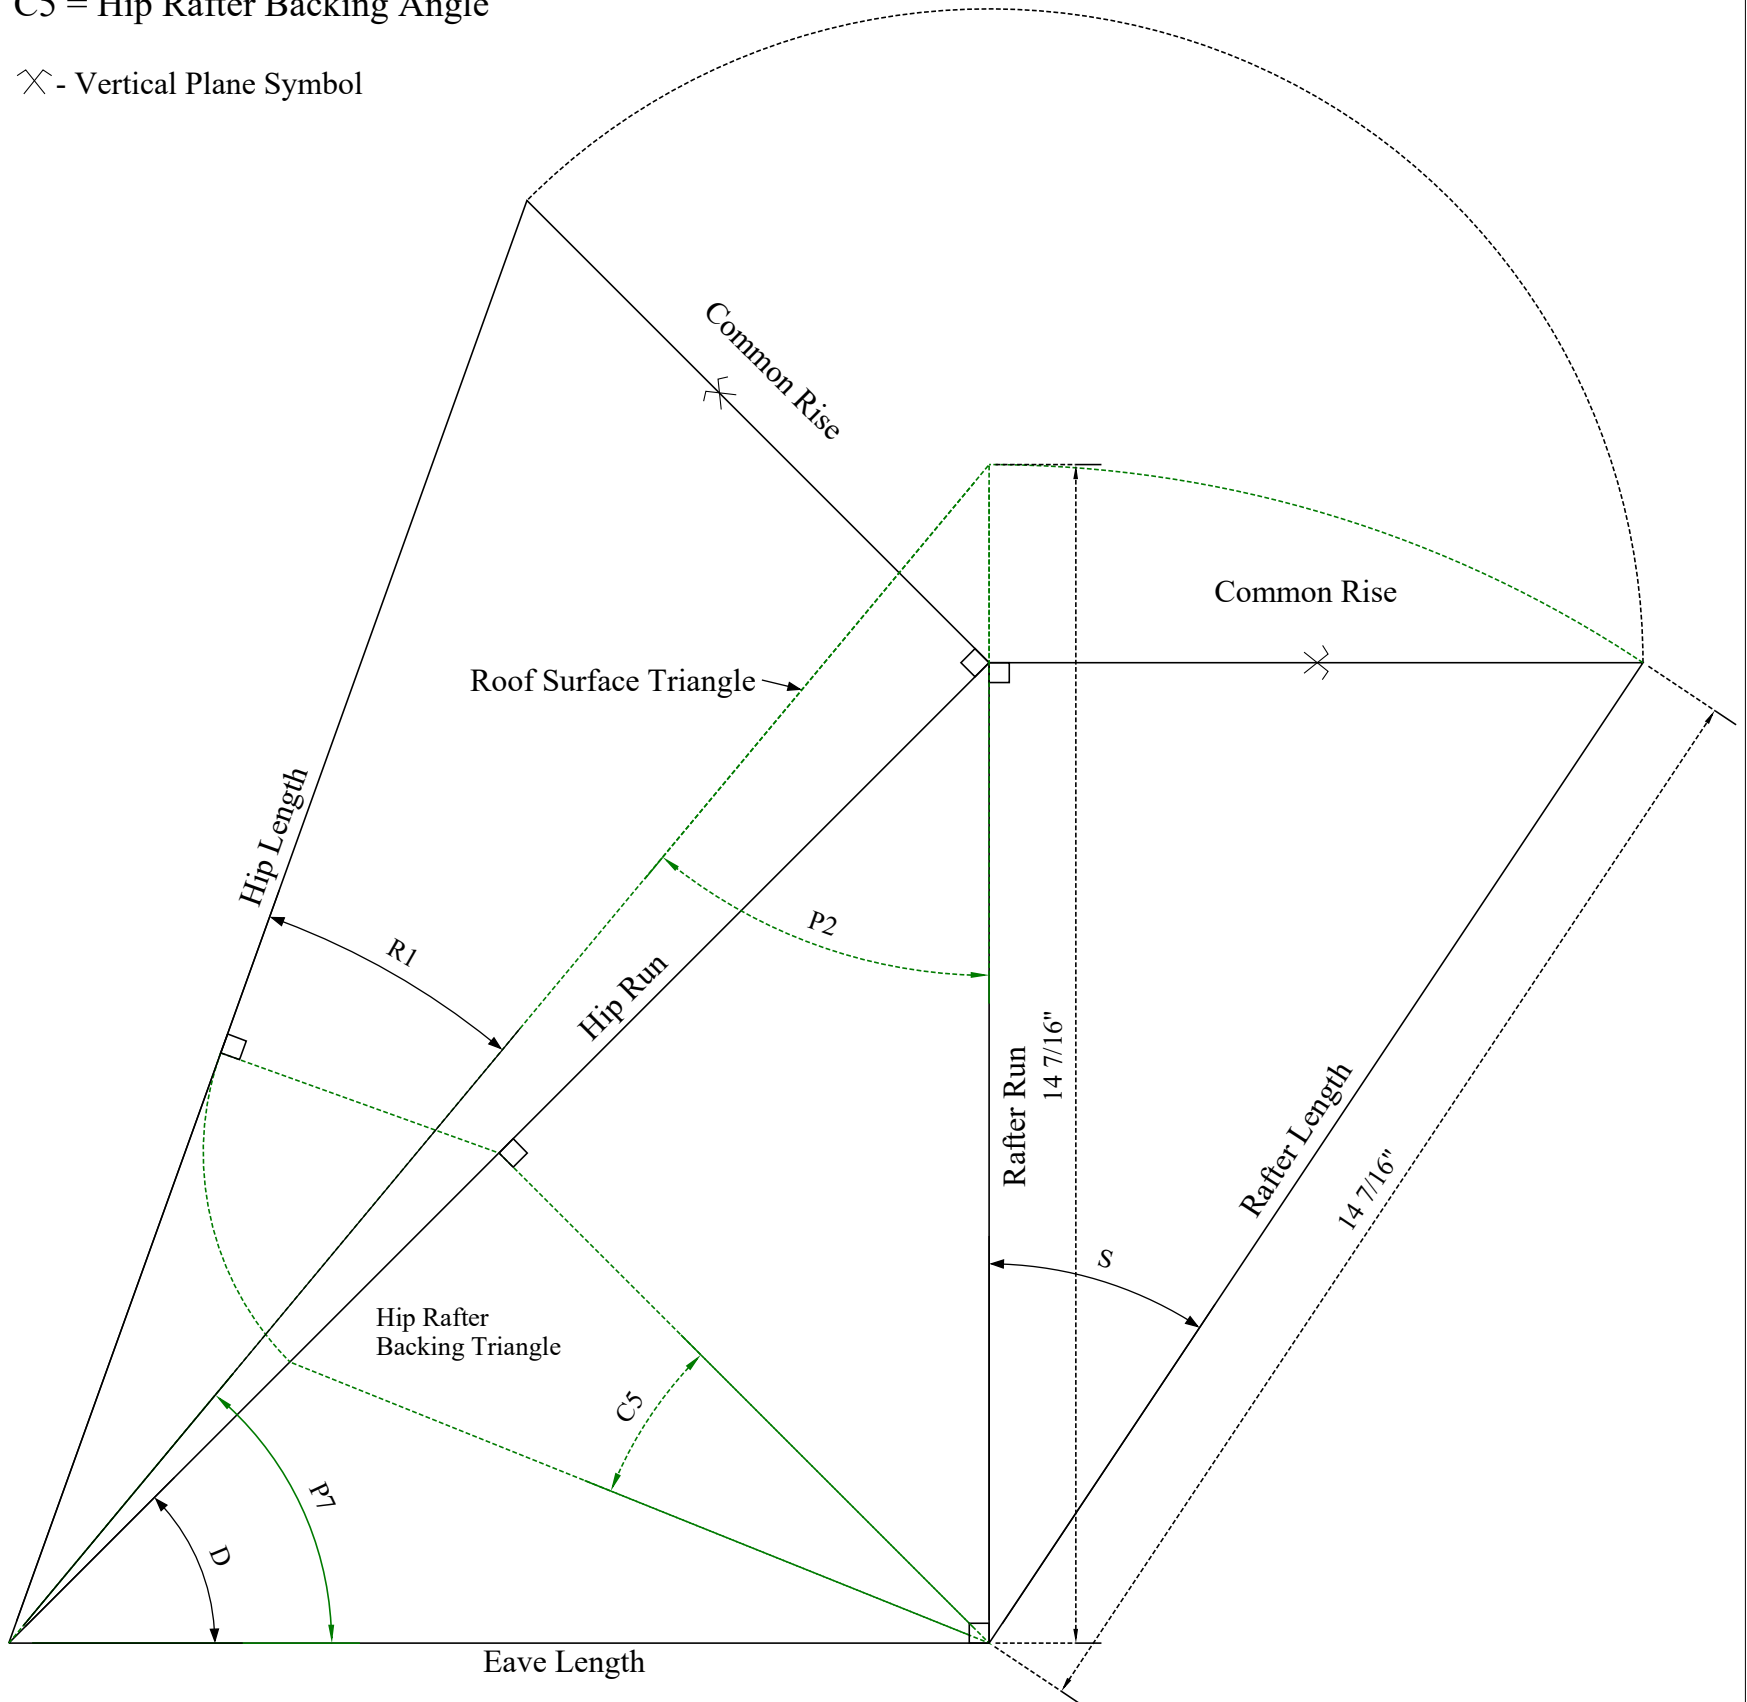 C5 = Hip Rafter Backing Angle
- Vertical Plane Symbol
Common Rise
Common Rise
Roof Surface Triangle
Hip Length
R1
P2
Hip Run
Rafter Run
14 7/16"
Rafter Length
14 7/16"
S
Hip Rafter
Backing Triangle
C5
P7
D
Eave Length